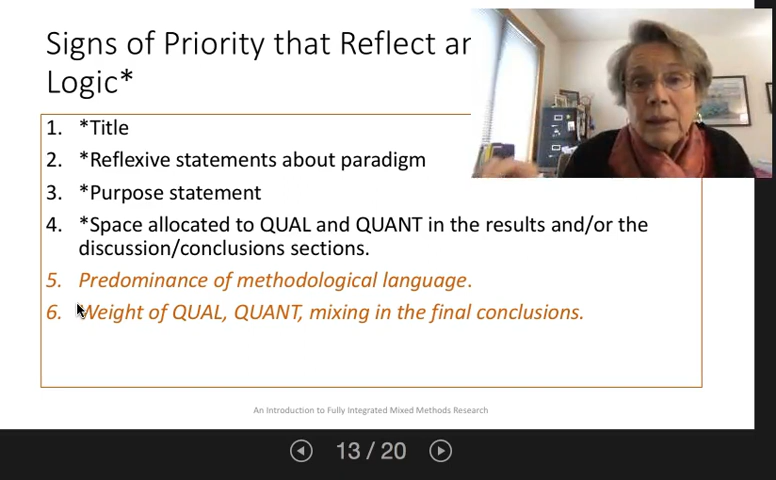 Signs of Priority that Reflect
Logic*
1. *Title
2. *Reflexive statements about paradigm
3. *Purpose statement
4. *Space allocated to QUAL and QUANT in the results and/or the
discussion/conclusions sections.
5. Predominance of methodological language.
6. Weight of QUAL, QUANT, mixing in the final conclusions.
An Introduction to Fully Integrated Mixed Methods Research
13 / 20